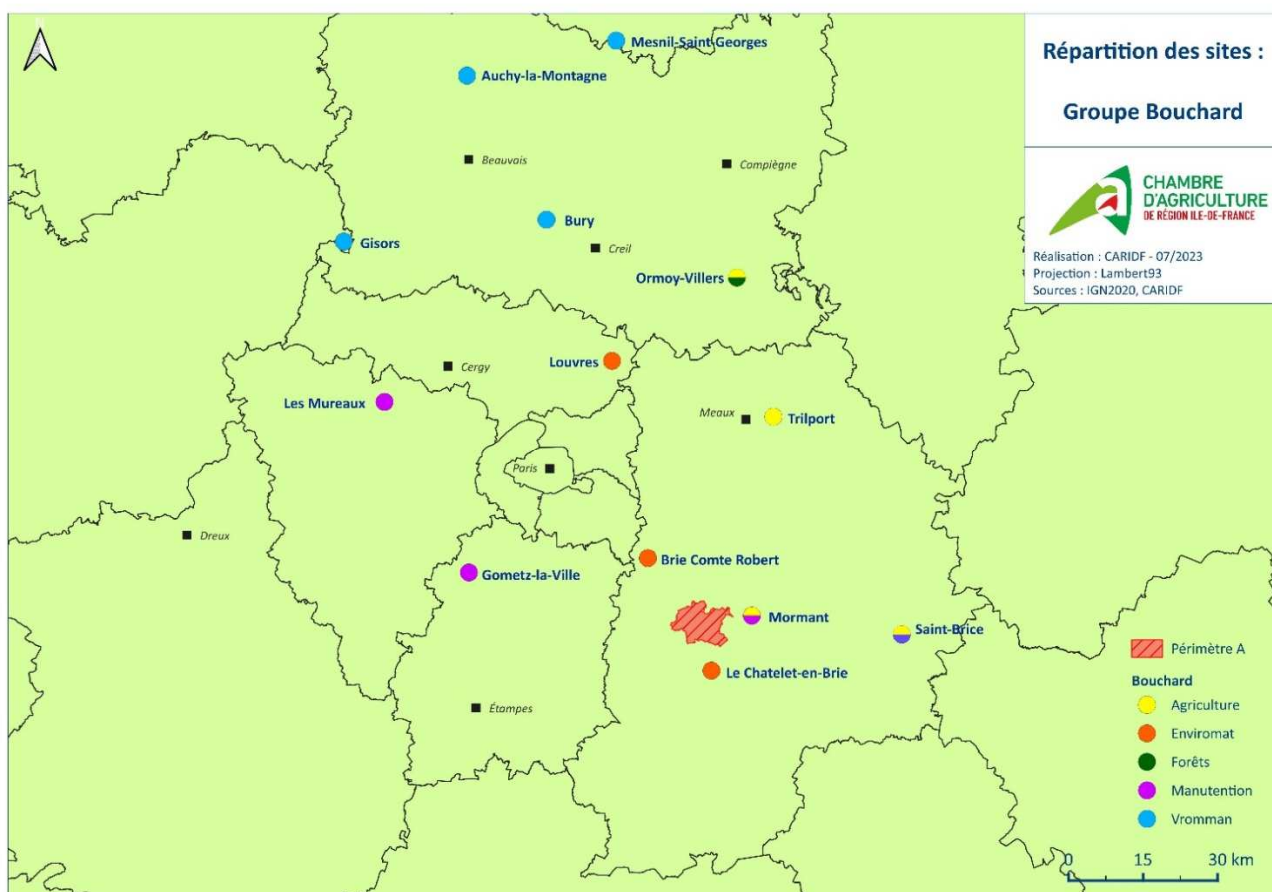 Répartition des sites :
Groupe Bouchard
a
CHAMBRE
D'AGRICULTURE
DE RÉGION ILE-DE-FRANCE
Réalisation : CARIDF - 07/2023
Projection : Lambert93
Sources : IGN2020, CARIDF
Mesnil-Saint-Georges
Auchy-la-Montagne
Beauvais
Compiègne
Bury
Gisors
Creil
Ormoy-Villers
Louvres
Cergy
Les Mureaux
Meaux
Trilport
Paris
Dreux
Brie Comte Robert
Gometz-la-Ville
Mormant
Saint-Brice
Le Chatelet-en-Brie
Étampes
Périmètre A
Bouchard
Agriculture
Enviromat
Forêts
Manutention
Vromman
0 15 30 km